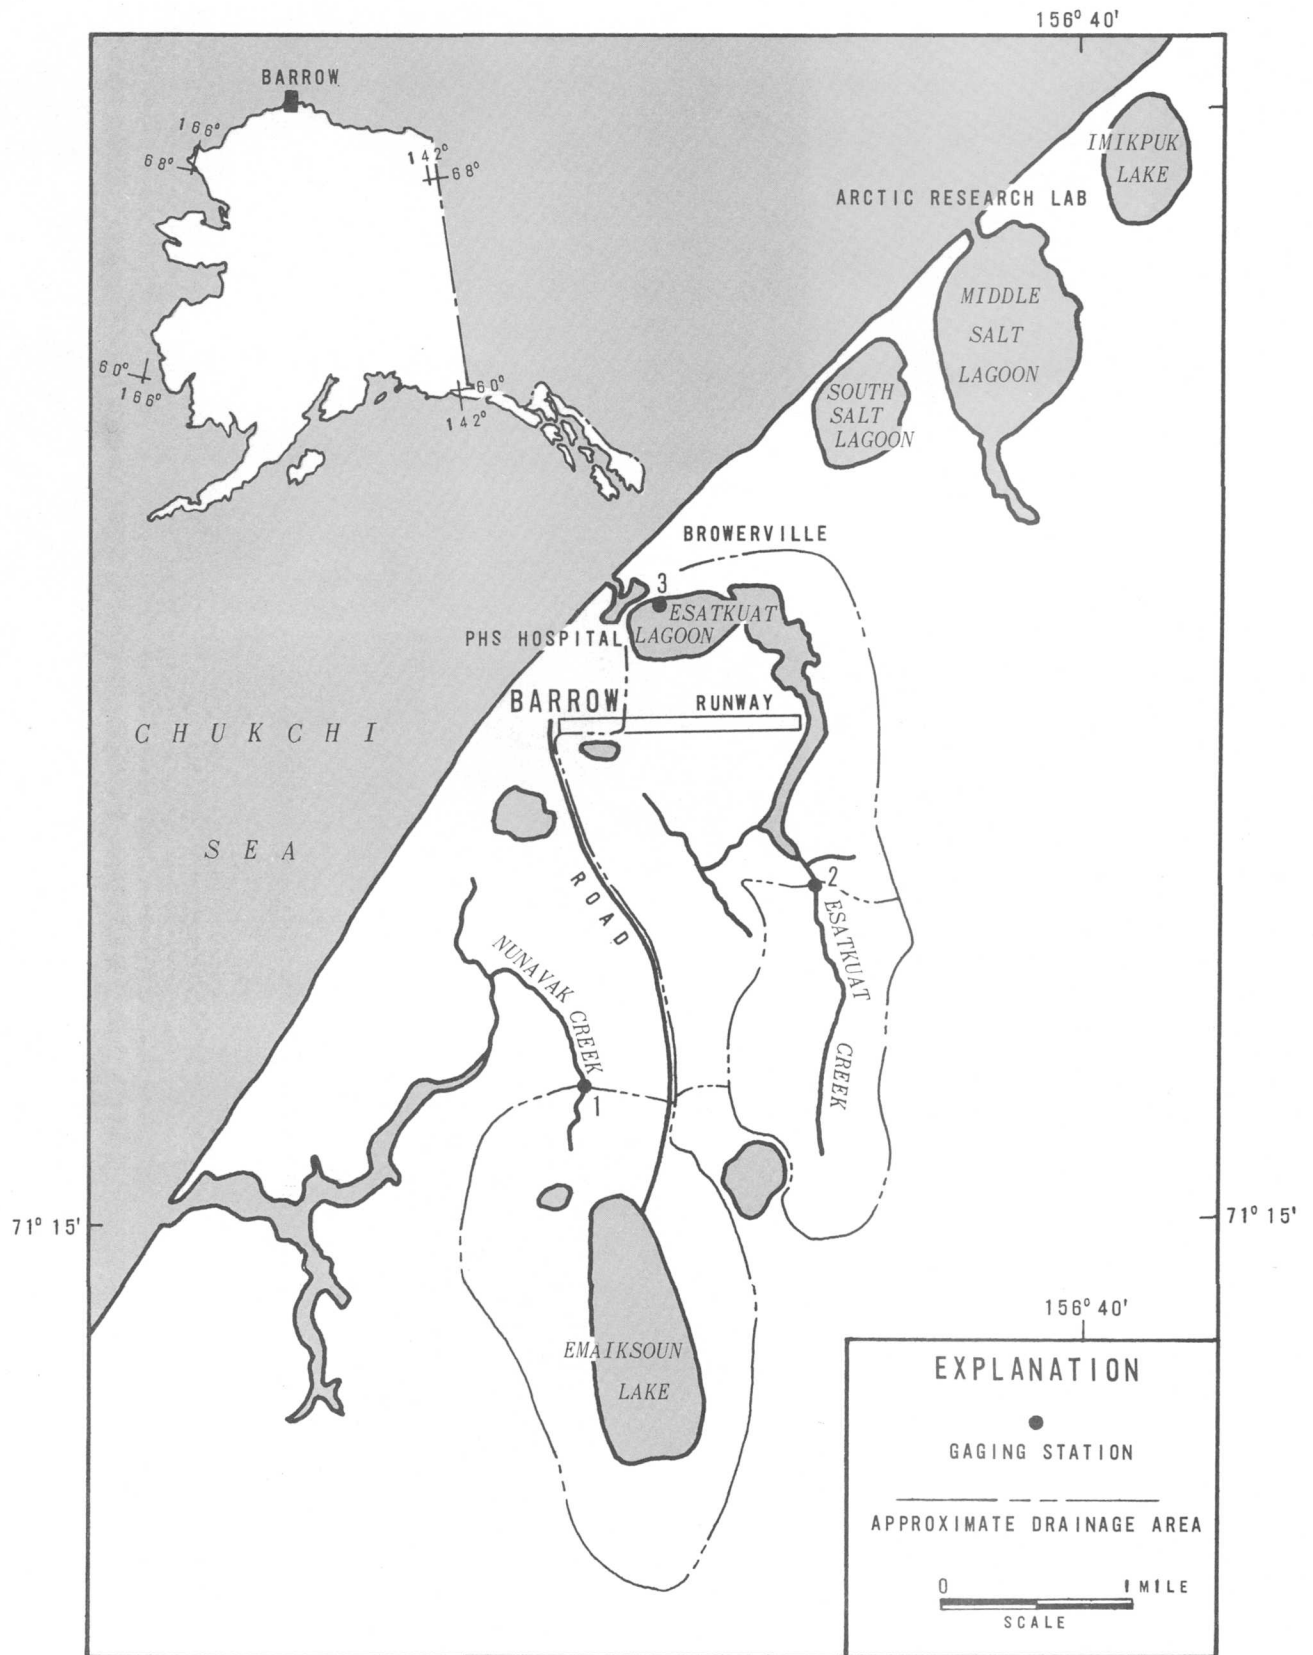 156° 40'
BARROW
166°
68°
142°
68°
60°
166°
60°
142°
IMIKPUK
LAKE
ARCTIC RESEARCH LAB
MIDDLE
SALT
LAGOON
SOUTH
SALT
LAGOON
BROWERVILLE
3
ESATKUAT
LAGOON
PHS HOSPITAL
BARROW
RUNWAY
CHUKCHI
SEA
ROAD
2
ESATKUAT
CREEK
NUNAVAK CREEK
1
71° 15'
71° 15'
EMAIKSOUN
LAKE
156° 40'
EXPLANATION
GAGING STATION
APPROXIMATE DRAINAGE AREA
0 1 MILE
SCALE